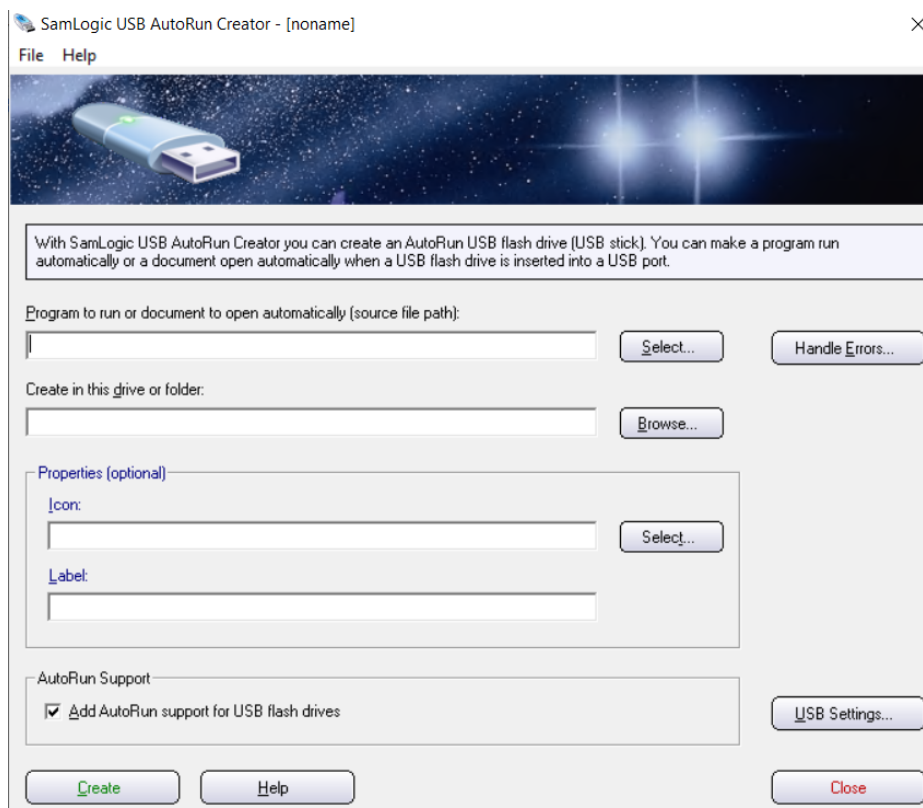 SamLogic USB AutoRun Creator - [noname]
File Help
With SamLogic USB AutoRun Creator you can create an AutoRun USB flash drive (USB stick). You can make a program run
automatically or a document open automatically when a USB flash drive is inserted into a USB port.
Program to run or document to open automatically (source file path):
Select...
Handle Errors...
Create in this drive or folder:
Browse...
Properties (optional)
Icon:
Select...
Label:
AutoRun Support
Add AutoRun support for USB flash drives
USB Settings...
Create
Help
Close